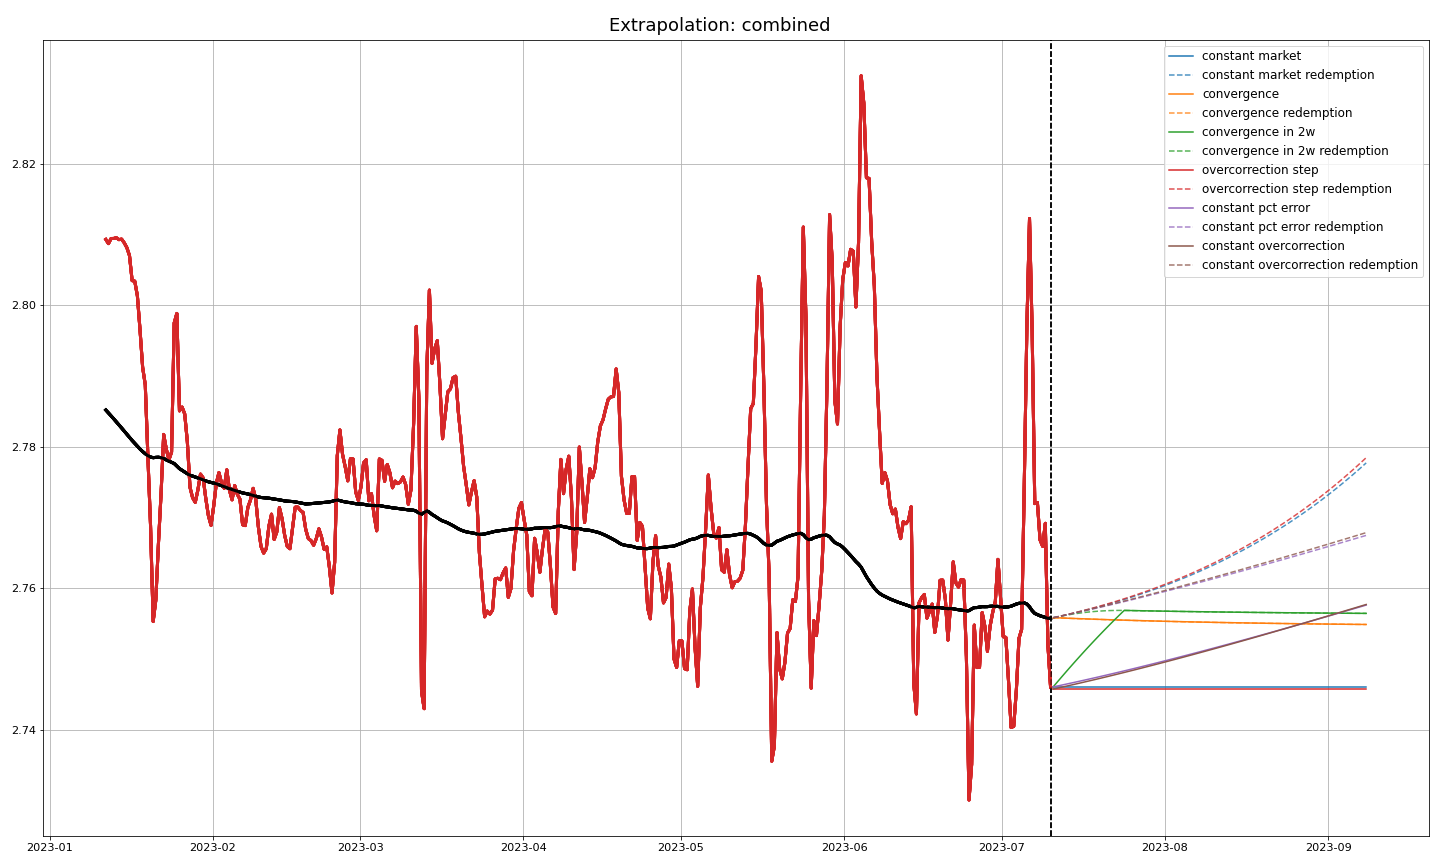 Extrapolation: combined
constant market
constant market redemption
convergence
convergence redemption
convergence in 2w
convergence in 2w redemption
overcorrection step
overcorrection step redemption
constant pct error
constant pct error redemption
constant overcorrection
constant overcorrection redemption
2.82
2.80
2.78
2.76
2.74
2023-01
2023-02
2023-03
2023-04
2023-05
2023-06
2023-07
2023-08
2023-09